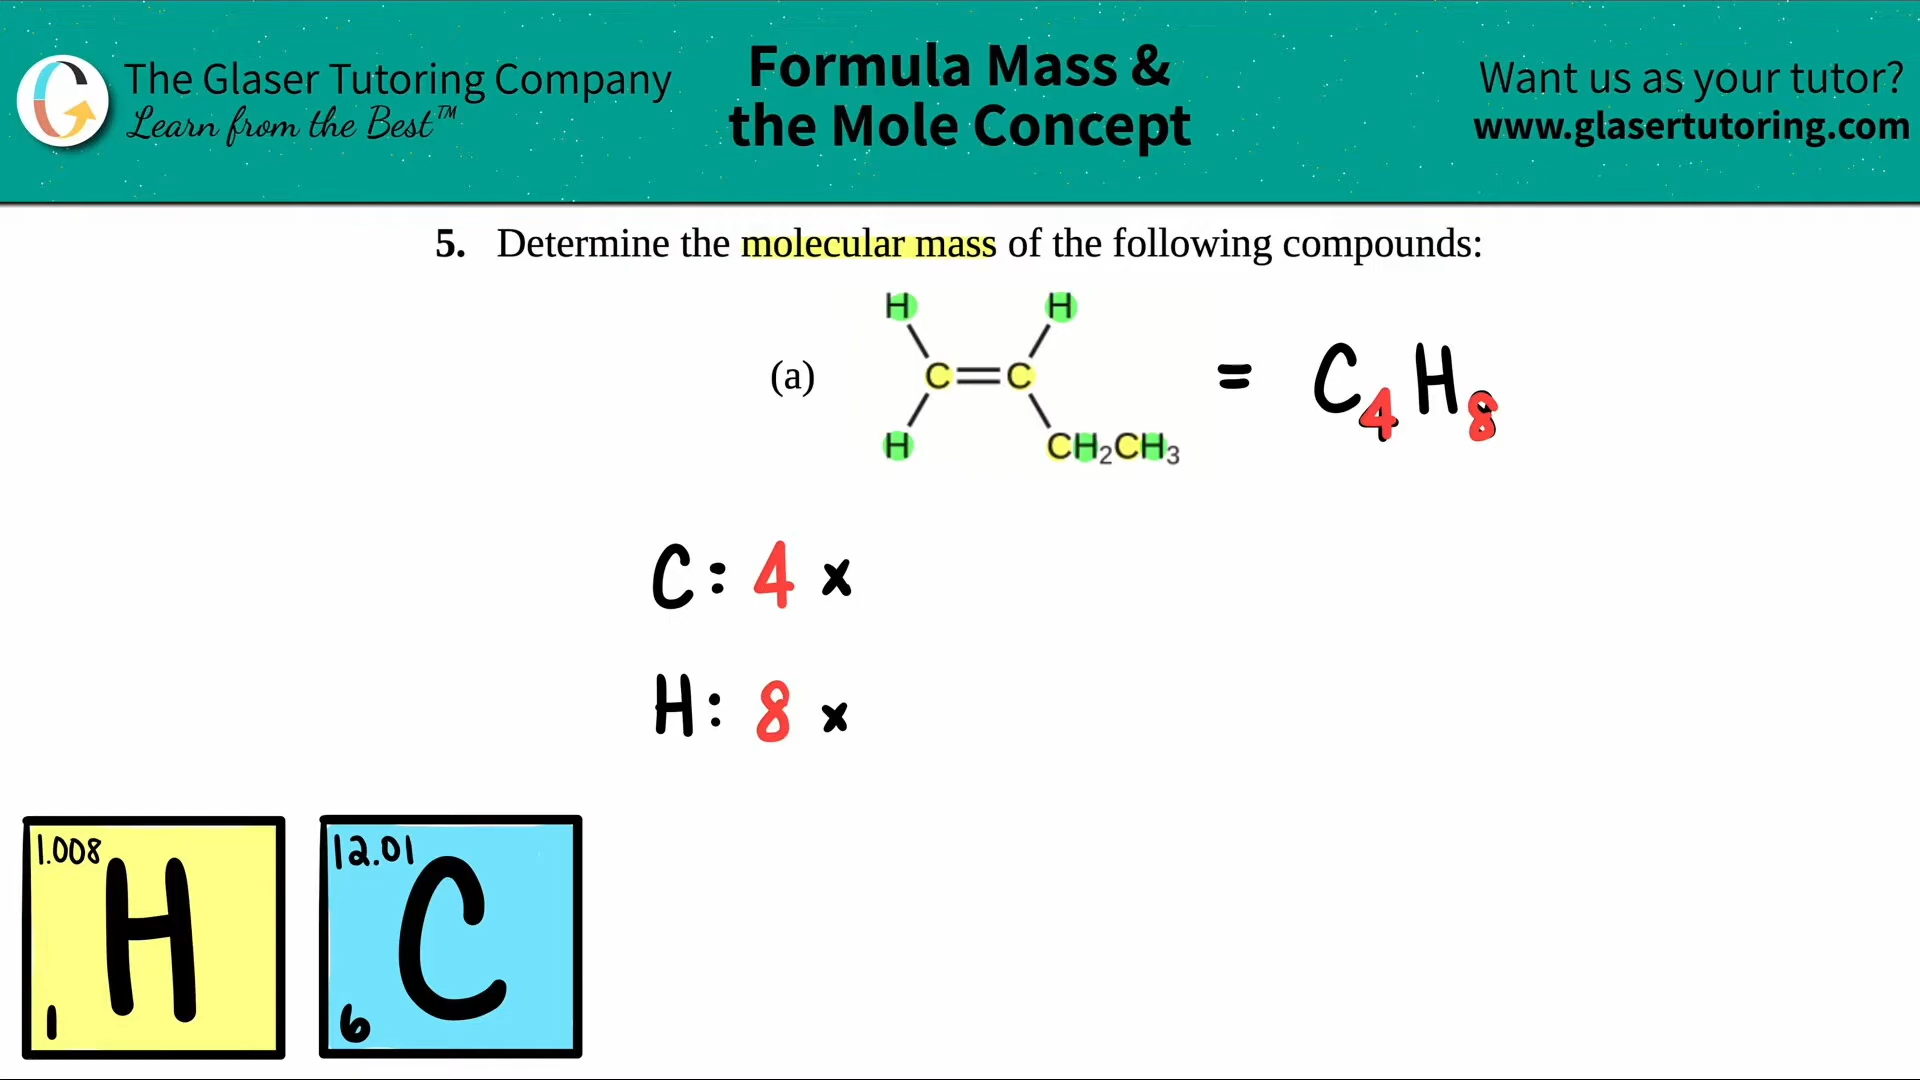 The Glaser Tutoring Company
Learn from the Best™
Formula Mass &
the Mole Concept
Want us as your tutor?
www.glasertutoring.com
5. Determine the molecular mass of the following compounds:
H H
(a) C=C = C₄H₈
H CH₂CH₃
C: 4 x
H: 8 x
1.008
H
1
12.01
C
6